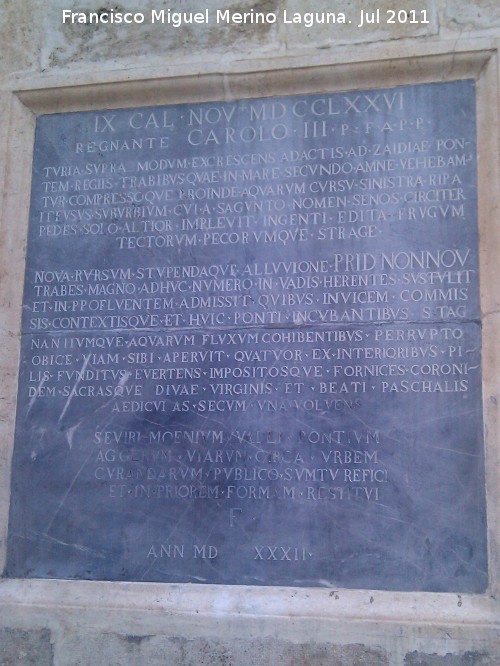 Francisco Miguel Merino Laguna. Jul 2011
IX CAL · NOV · MDCCLXXVI
REGNANTE CAROLO · III · P · F · A · P · P ·
TVRIA · SVPRA MODVM · EXCRESCENS · ADACTIS · AD · ZAIDIAE PON-
TEM · REGIIS · TRABIBVS · QVAE · IN · MARE · SECVNDO · AMNE · VEHEBAM-
TVR · COMPRESSOQVE PROINDE · AQVARVM CVRSV · SINISTRA · RIPA
ITEVSVS · SVBVRBIVM · CVI · A · SAGVNTO · NOMEN · SENOS · CIRCITER
PEDES · SOLO · ALTIOR · IMPLEVIT · INGENTI · EDITA · FRVGVM
TECTORVM · PECORVMQVE · STRAGE ·
NOVA · RVRSVM · STVPENDAQVE · ALLVVIONE · PRID NON NOV
TRABES · MAGNO · ADHVC · NVMERO · IN · VADIS · HERENTES · SVSTVLIT
ET · IN · PPOFLVENTEM · ADMISSIT · QVIBVS · INVICEM · COMMIS
SIS · CONTEXTISQVE · ET · HVIC · PONTI · INCVBANTIBVS · STAG
NANTIVMQVE · AQVARVM FLVXVM COHIBENTIBVS · PERRVPTO
OBICE · VIAM · SIBI · APERVIT · QVATVOR · EX · INTERIORIBVS · PI-
LIS · FVNDITVS · EVERTENS · IMPOSITOSQVE · FORNICES · CORONI-
DEM · SACRASQVE DIVAE · VIRGINIS · ET · BEATI · PASCHALIS
AEDICVLAS · SECVM · VNA · VOLVENS
MOENIVM PONTIVM
AGGERVM · VIARVM · CIRCA · VRBEM
CVRANDARVM · PVBLICO · SVMTV · REFICI
ET · IN · PRIOREM · FORM M · RESTITVI
F
ANN MD XXXII ·